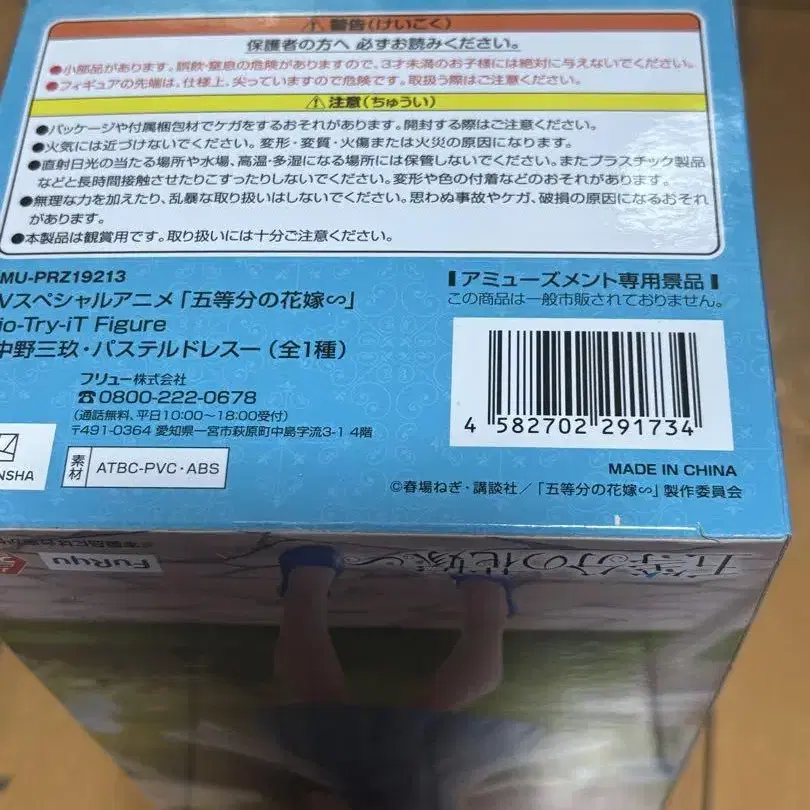 ⚠警告(けいこく)
保護者の方へ 必ずお読みください。
●小部品があります。誤飲・窒息の危険がありますので、3才未満のお子様には絶対に与えないでください。
●フィギュアの先端は、仕様上、尖っていますので危険です。取扱う際はご注意ください。
⚠注意(ちゅうい)
●パッケージや付属梱包材でケガをするおそれがあります。開封する際はご注意ください。
●火気には近づけないでください。変形・変質・火傷または火災の原因になります。
●直射日光の当たる場所や水場、高温・多湿になる場所には保管しないでください。またプラスチック製品
などと長時間接触させたりこすったりしないでください。変形や色の付着などのおそれがあります。
●無理な力を加えたり、乱暴な取り扱いはしないでください。思わぬ事故やケガ、破損の原因になるおそれ
があります。
●本製品は観賞用です。取り扱いには十分ご注意ください。
MU-PRZ19213
Vスペシャルアニメ「五等分の花嫁∽」
io-Try-iT Figure
中野三玖・パステルドレスー(全1種)
フリュー株式会社
☎0800-222-0678
(通話無料、平日10:00〜18:00受付)
〒491-0364 愛知県一宮市萩原町中島字流3-1 4階
NSHA
素材 ATBC-PVC・ABS
┃アミューズメント専用景品┃
この商品は一般市販されておりません。
4 582702 291734
MADE IN CHINA
©春場ねぎ・講談社/「五等分の花嫁∽」製作委員会
FuRyu
五等分の花嫁∽